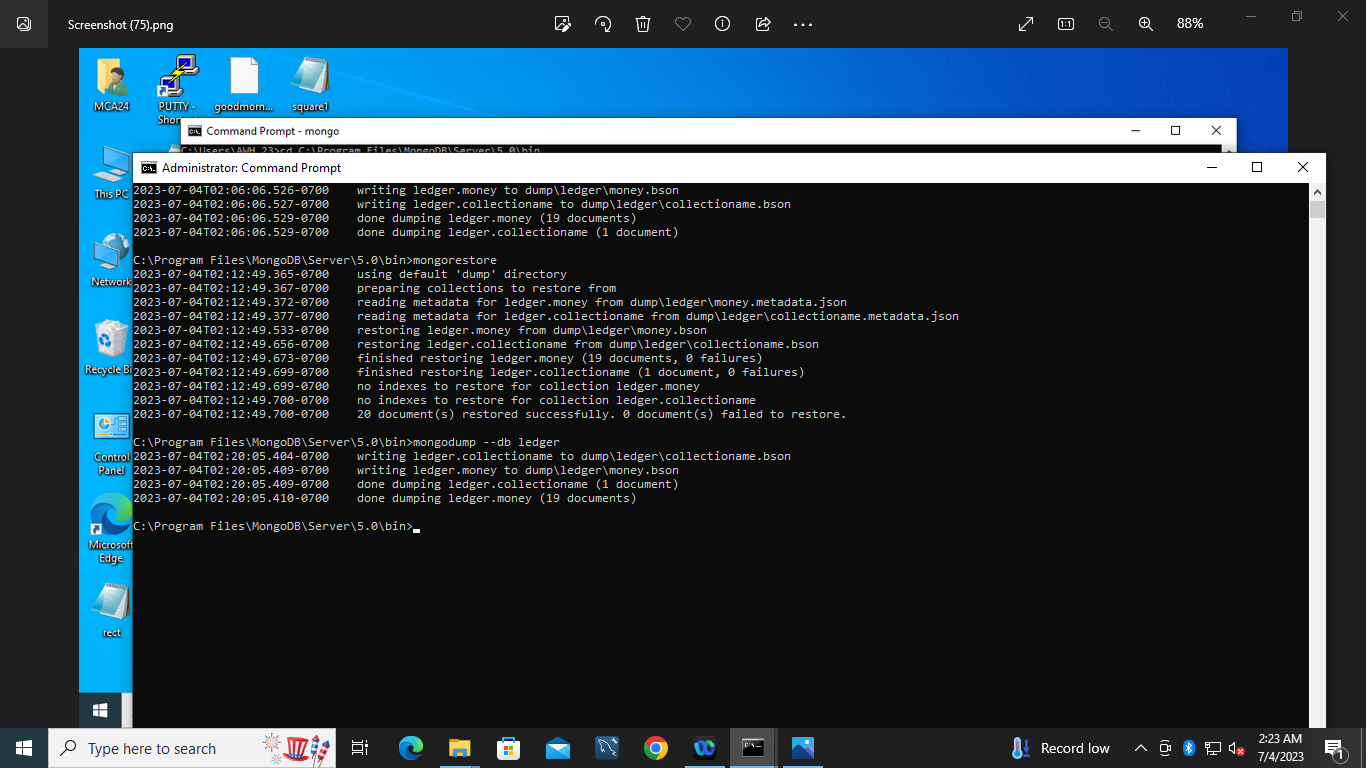 Screenshot (75).png
88%
MCA24
PUTTY -
Shor
goodmorn...
square1
Command Prompt - mongo
C:\Users\AWH 23>cd C:\Program Files\MongoDB\Server\5.0\bin
Administrator: Command Prompt
2023-07-04T02:06:06.526-0700 writing ledger.money to dump\ledger\money.bson
2023-07-04T02:06:06.527-0700 writing ledger.collectioname to dump\ledger\collectioname.bson
2023-07-04T02:06:06.529-0700 done dumping ledger.money (19 documents)
2023-07-04T02:06:06.529-0700 done dumping ledger.collectioname (1 document)
C:\Program Files\MongoDB\Server\5.0\bin>mongorestore
2023-07-04T02:12:49.365-0700 using default 'dump' directory
2023-07-04T02:12:49.367-0700 preparing collections to restore from
2023-07-04T02:12:49.372-0700 reading metadata for ledger.money from dump\ledger\money.metadata.json
2023-07-04T02:12:49.377-0700 reading metadata for ledger.collectioname from dump\ledger\collectioname.metadata.json
2023-07-04T02:12:49.533-0700 restoring ledger.money from dump\ledger\money.bson
2023-07-04T02:12:49.656-0700 restoring ledger.collectioname from dump\ledger\collectioname.bson
2023-07-04T02:12:49.673-0700 finished restoring ledger.money (19 documents, 0 failures)
2023-07-04T02:12:49.699-0700 finished restoring ledger.collectioname (1 document, 0 failures)
2023-07-04T02:12:49.699-0700 no indexes to restore for collection ledger.money
2023-07-04T02:12:49.700-0700 no indexes to restore for collection ledger.collectioname
2023-07-04T02:12:49.700-0700 20 document(s) restored successfully. 0 document(s) failed to restore.
C:\Program Files\MongoDB\Server\5.0\bin>mongodump --db ledger
2023-07-04T02:20:05.404-0700 writing ledger.collectioname to dump\ledger\collectioname.bson
2023-07-04T02:20:05.409-0700 writing ledger.money to dump\ledger\money.bson
2023-07-04T02:20:05.409-0700 done dumping ledger.collectioname (1 document)
2023-07-04T02:20:05.410-0700 done dumping ledger.money (19 documents)
C:\Program Files\MongoDB\Server\5.0\bin>
This PC
Network
Recycle Bi
Control
Panel
Microsof
Edge
rect
Type here to search
Record low
2:23 AM
7/4/2023
1